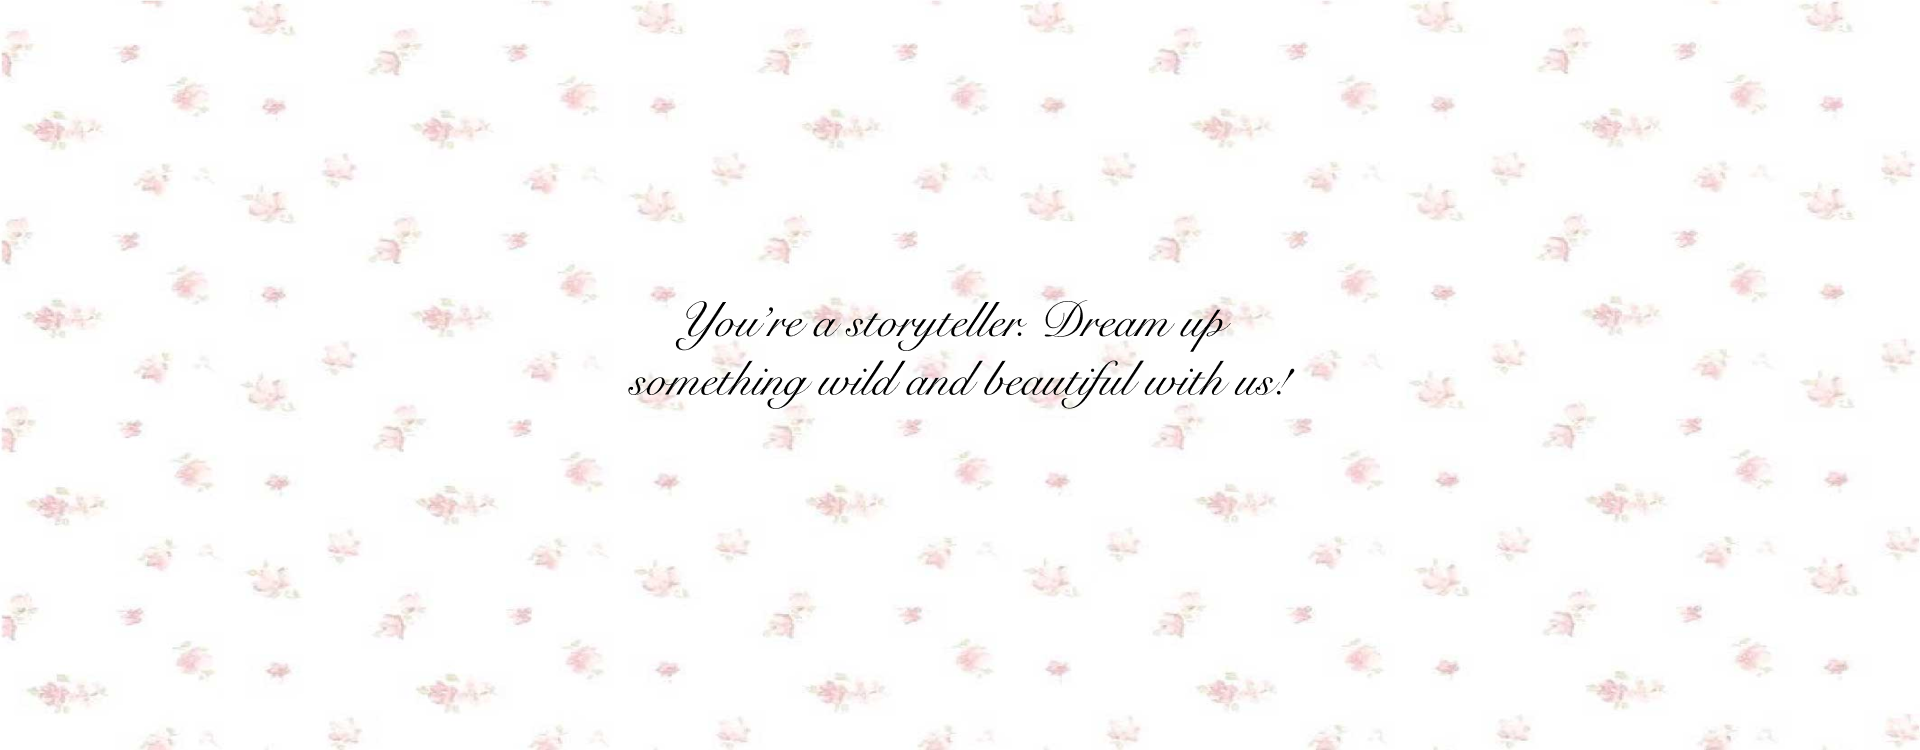 You’re a storyteller. Dream up
something wild and beautiful with us!